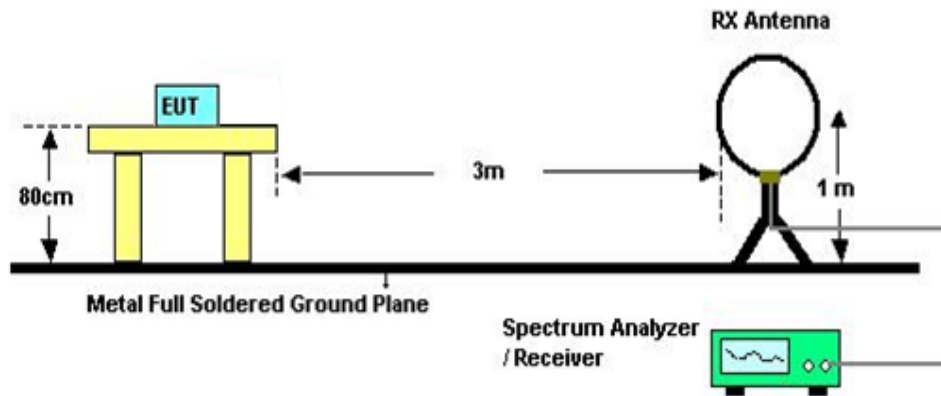 RX Antenna
EUT
3m
80cm
1 m
Metal Full Soldered Ground Plane
Spectrum Analyzer
/ Receiver